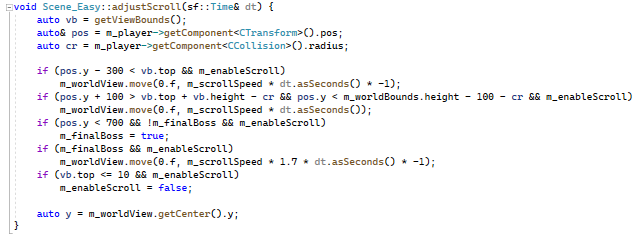 void Scene_Easy::adjustScroll(sf::Time& dt) {
    auto vb = getViewBounds();
    auto& pos = m_player->getComponent<CTransform>().pos;
    auto cr = m_player->getComponent<CCollision>().radius;

    if (pos.y - 300 < vb.top && m_enableScroll)
        m_worldView.move(0.f, m_scrollSpeed * dt.asSeconds() * -1);
    if (pos.y + 100 > vb.top + vb.height - cr && pos.y < m_worldBounds.height - 100 - cr && m_enableScroll)
        m_worldView.move(0.f, m_scrollSpeed * dt.asSeconds());
    if (pos.y < 700 && !m_finalBoss && m_enableScroll)
        m_finalBoss = true;
    if (m_finalBoss && m_enableScroll)
        m_worldView.move(0.f, m_scrollSpeed * 1.7 * dt.asSeconds() * -1);
    if (vb.top <= 10 && m_enableScroll)
        m_enableScroll = false;

    auto y = m_worldView.getCenter().y;
}